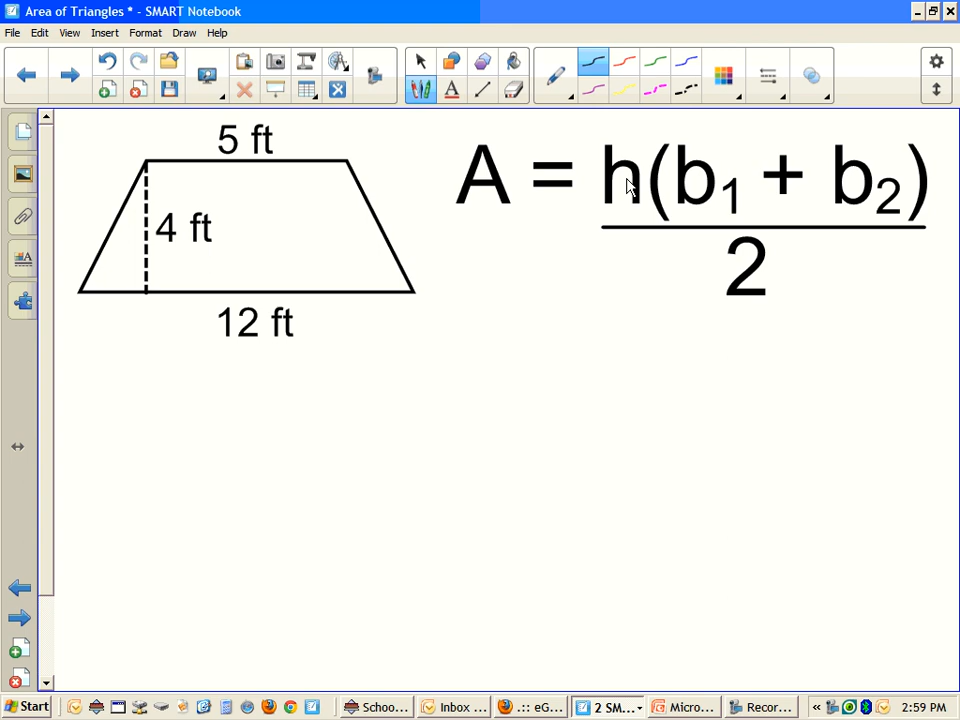 Area of Triangles * - SMART Notebook
File Edit View Insert Format Draw Help
5 ft
4 ft
12 ft
A = h(b₁ + b₂)
2
Start
Schoo...
Inbox ...
.:: eG...
2 SM...
Micro...
Recor...
2:59 PM